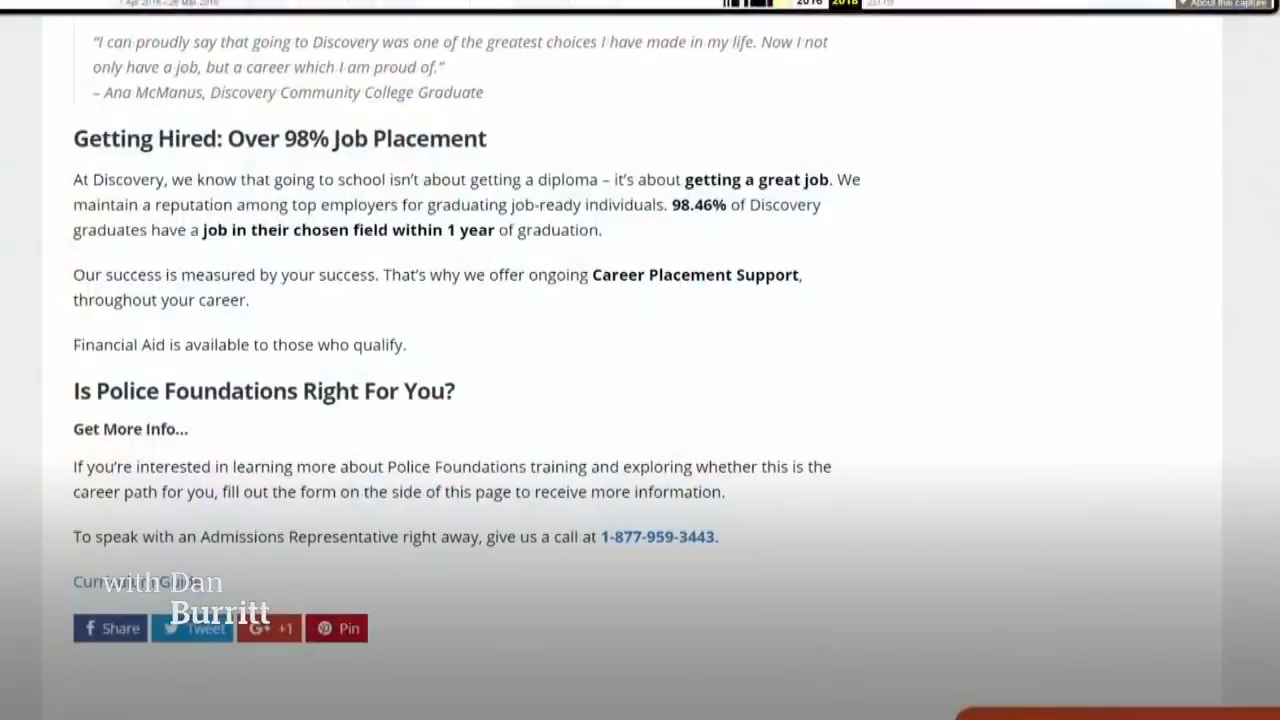 2016 2018 2019
About this capture
“I can proudly say that going to Discovery was one of the greatest choices I have made in my life. Now I not
only have a job, but a career which I am proud of.”
– Ana McManus, Discovery Community College Graduate
Getting Hired: Over 98% Job Placement
At Discovery, we know that going to school isn’t about getting a diploma – it’s about getting a great job. We
maintain a reputation among top employers for graduating job-ready individuals. 98.46% of Discovery
graduates have a job in their chosen field within 1 year of graduation.
Our success is measured by your success. That’s why we offer ongoing Career Placement Support,
throughout your career.
Financial Aid is available to those who qualify.
Is Police Foundations Right For You?
Get More Info...
If you’re interested in learning more about Police Foundations training and exploring whether this is the
career path for you, fill out the form on the side of this page to receive more information.
To speak with an Admissions Representative right away, give us a call at 1-877-959-3443.
with Dan
Burritt
Share Tweet G+ +1 Pin